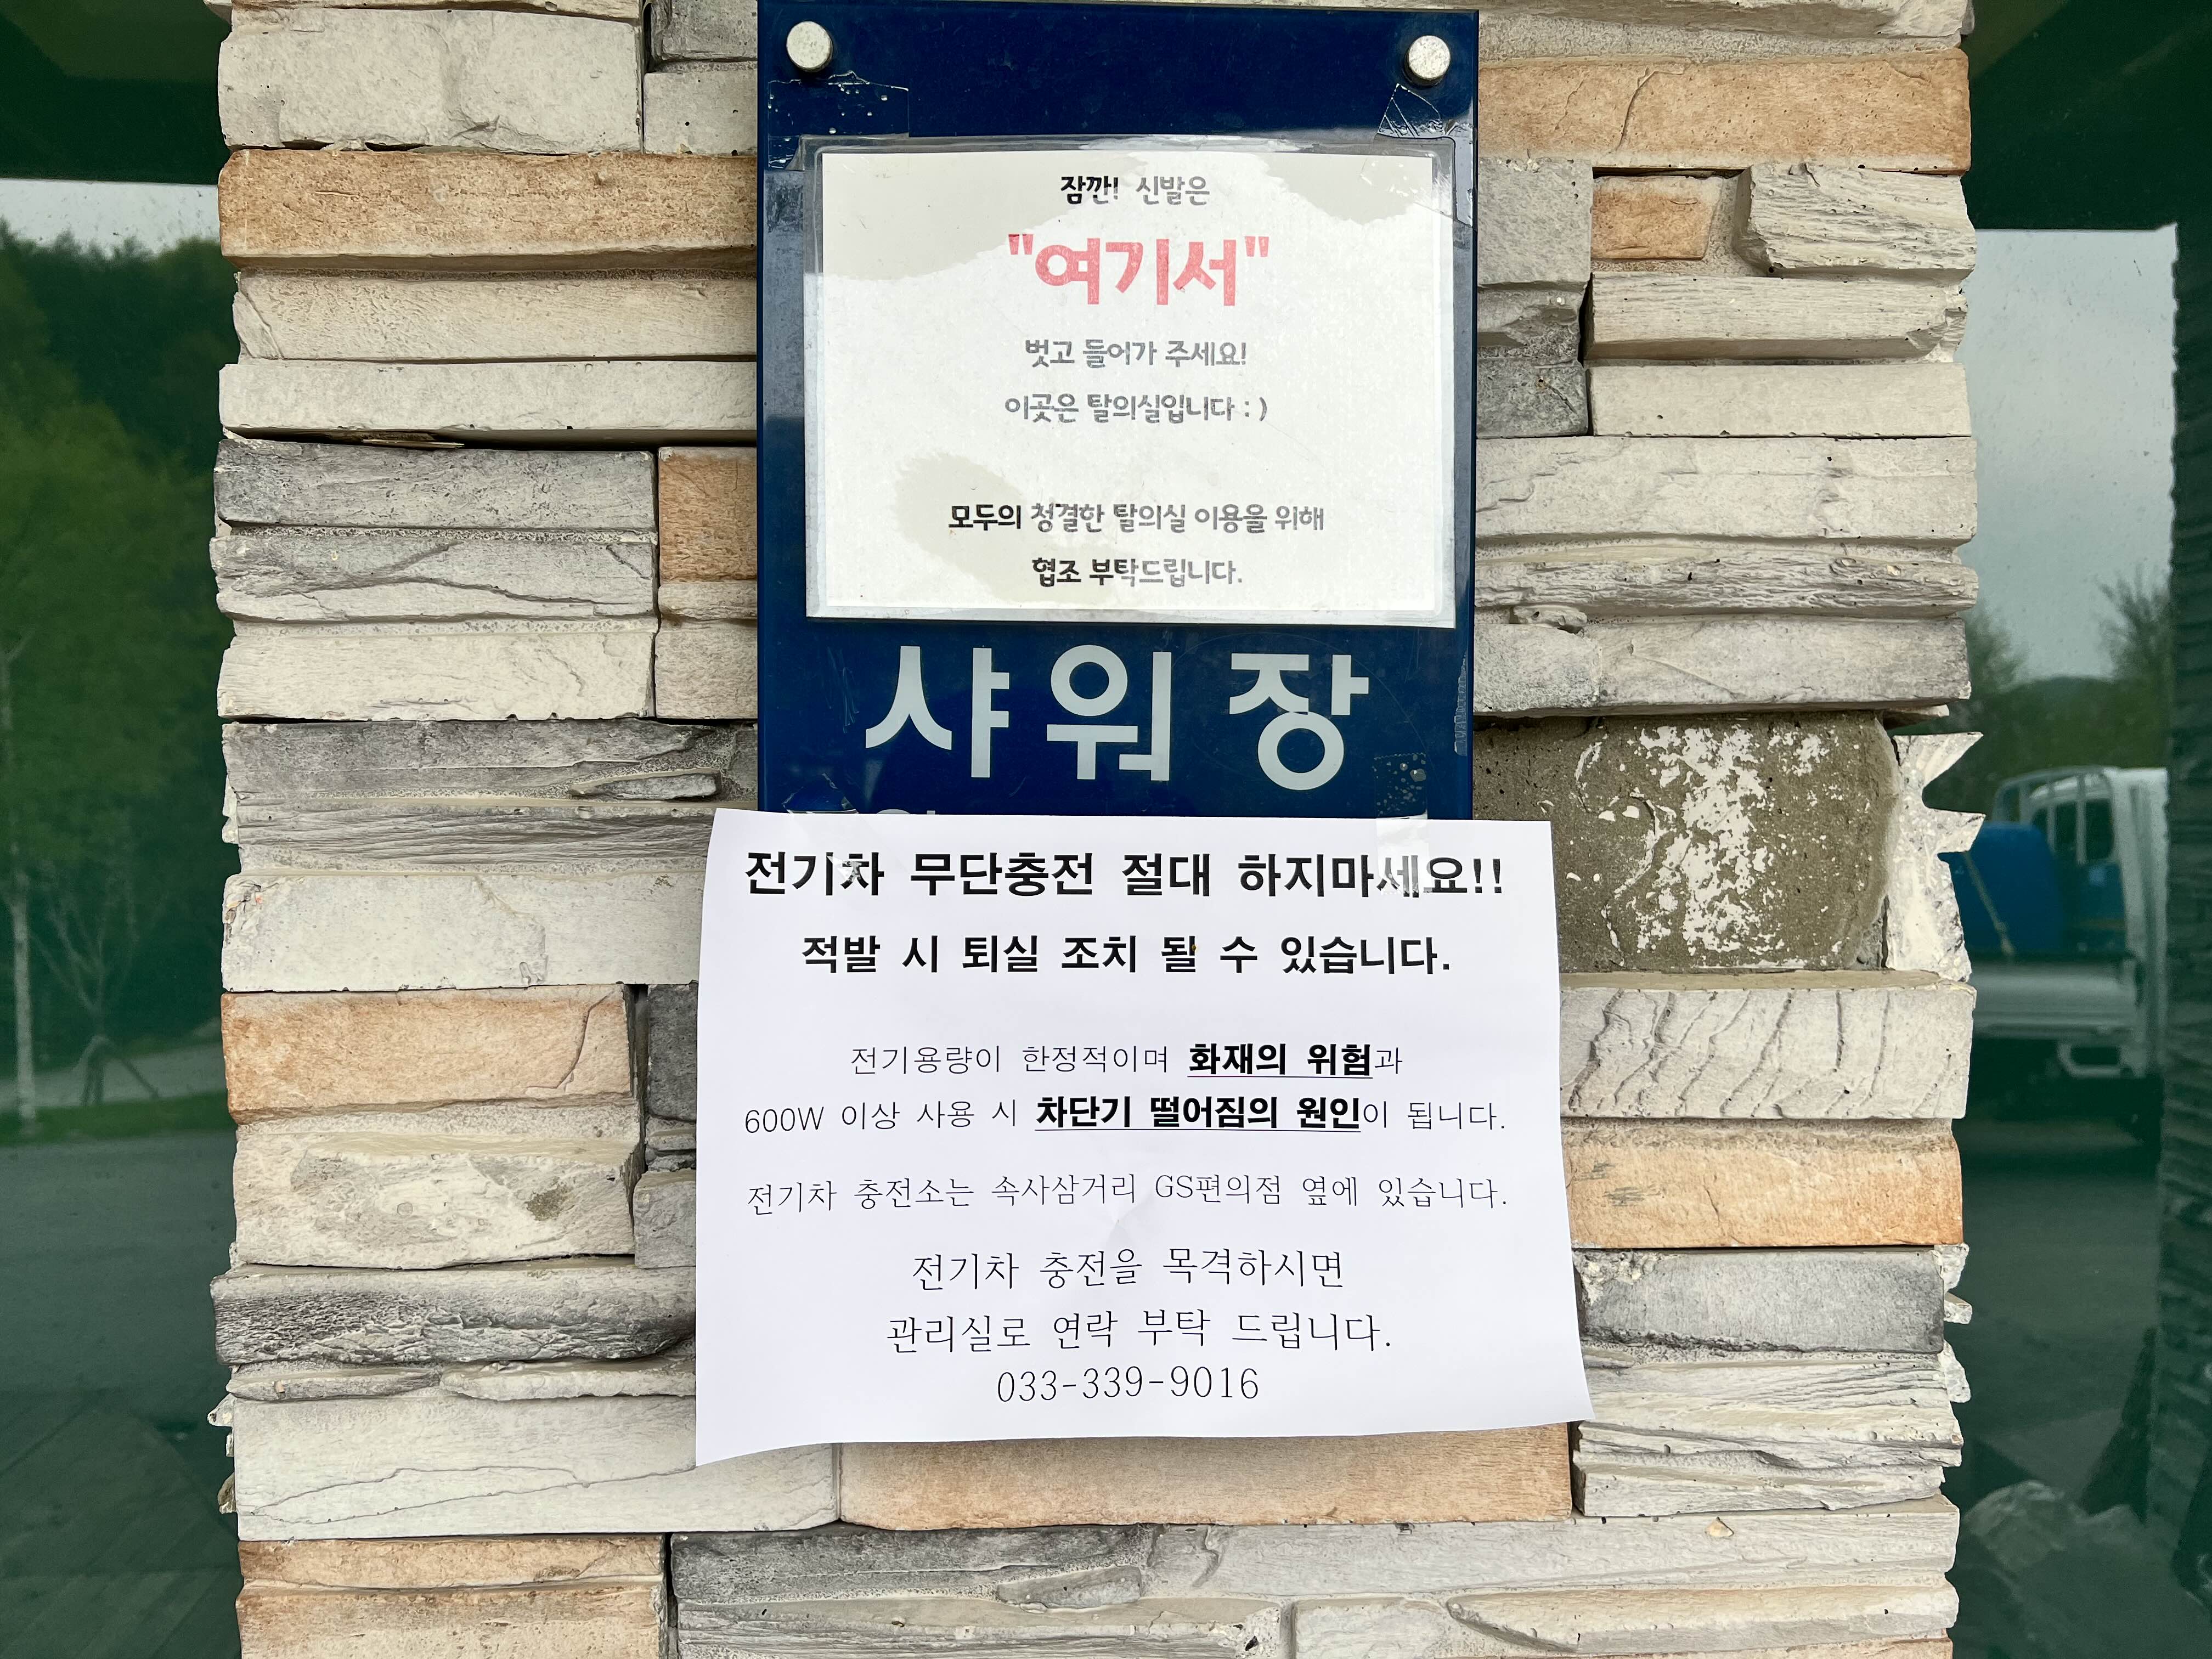 잠깐! 신발은
"여기서"
벗고 들어가 주세요!
이곳은 탈의실입니다 : )
모두의 청결한 탈의실 이용을 위해
협조 부탁드립니다.
샤워장
전기차 무단충전 절대 하지마세요!!
적발 시 퇴실 조치 될 수 있습니다.
전기용량이 한정적이며 화재의 위험과
600W 이상 사용 시 차단기 떨어짐의 원인이 됩니다.
전기차 충전소는 속사삼거리 GS편의점 옆에 있습니다.
전기차 충전을 목격하시면
관리실로 연락 부탁 드립니다.
033-339-9016